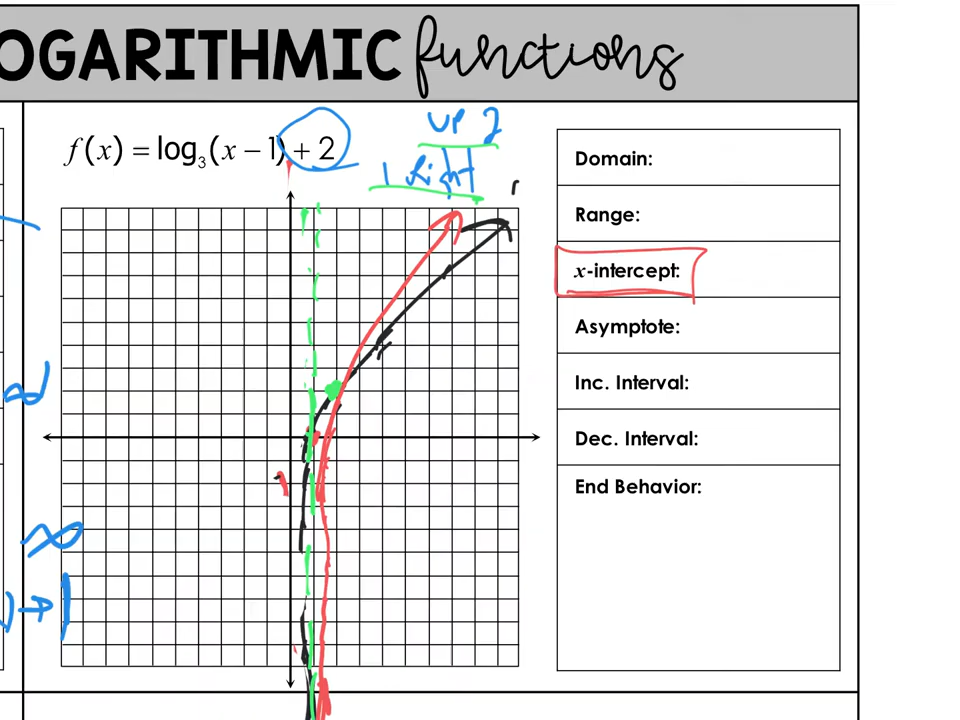 OGARITHMIC functions
f(x) = log₃(x − 1) + 2
UP 2
1 Right
Domain:
Range:
x-intercept:
Asymptote:
Inc. Interval:
Dec. Interval:
End Behavior: